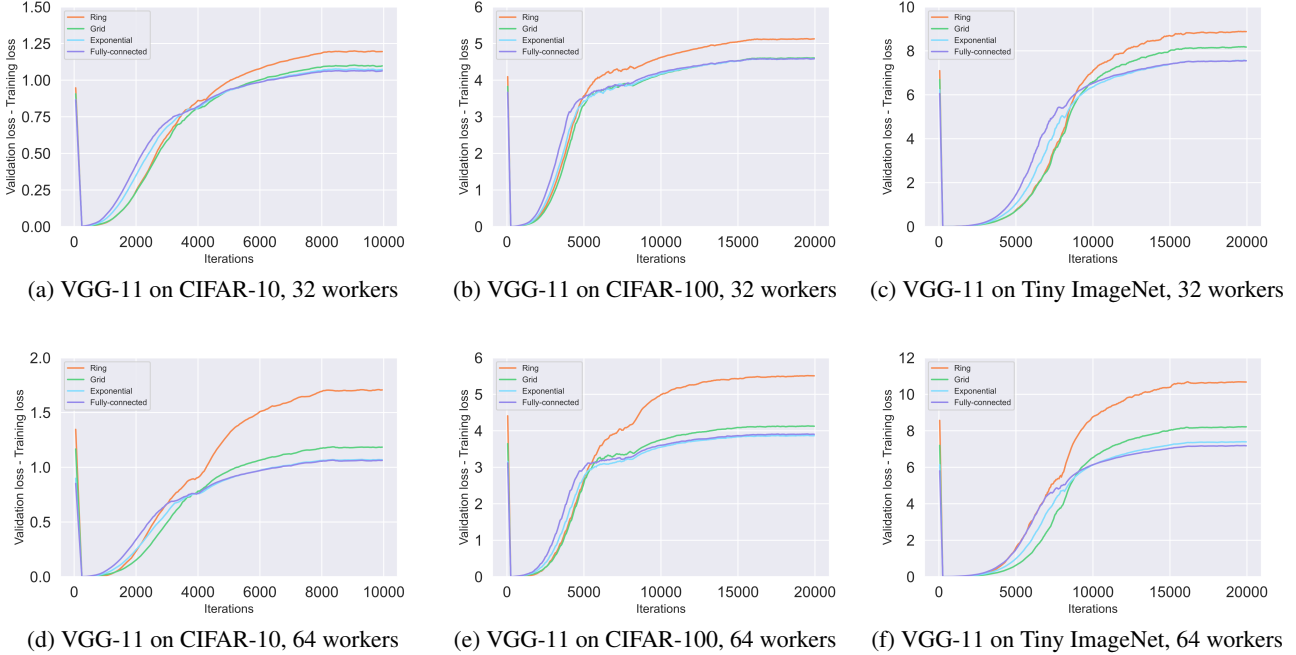 1.50
1.25
1.00
0.75
0.50
0.25
0.00
Validation loss - Training loss
Ring
Grid
Exponential
Fully-connected
0 2000 4000 6000 8000 10000
Iterations
(a) VGG-11 on CIFAR-10, 32 workers
6
5
4
3
2
1
0
Validation loss - Training loss
Ring
Grid
Exponential
Fully-connected
0 5000 10000 15000 20000
Iterations
(b) VGG-11 on CIFAR-100, 32 workers
10
8
6
4
2
0
Validation loss - Training loss
Ring
Grid
Exponential
Fully-connected
0 5000 10000 15000 20000
Iterations
(c) VGG-11 on Tiny ImageNet, 32 workers
2.0
1.5
1.0
0.5
0.0
Validation loss - Training loss
Ring
Grid
Exponential
Fully-connected
0 2000 4000 6000 8000 10000
Iterations
(d) VGG-11 on CIFAR-10, 64 workers
6
5
4
3
2
1
0
Validation loss - Training loss
Ring
Grid
Exponential
Fully-connected
0 5000 10000 15000 20000
Iterations
(e) VGG-11 on CIFAR-100, 64 workers
12
10
8
6
4
2
0
Validation loss - Training loss
Ring
Grid
Exponential
Fully-connected
0 5000 10000 15000 20000
Iterations
(f) VGG-11 on Tiny ImageNet, 64 workers